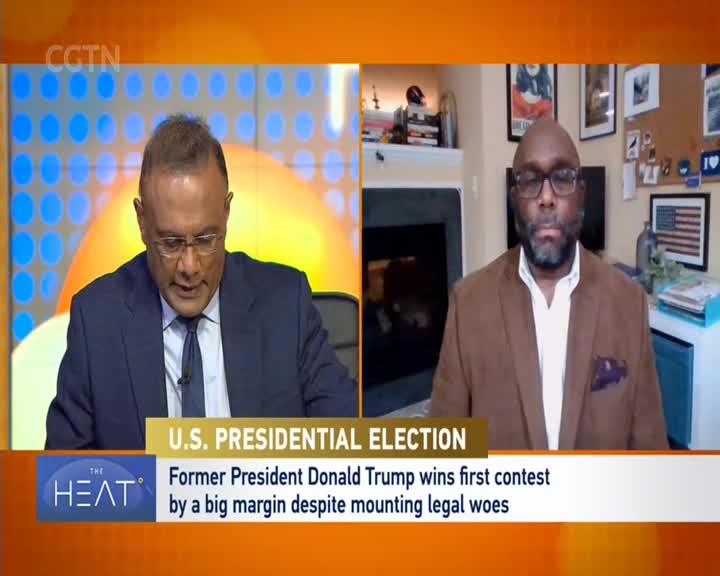 CGTN
U.S. PRESIDENTIAL ELECTION
THE
HEAT
Former President Donald Trump wins first contest
by a big margin despite mounting legal woes